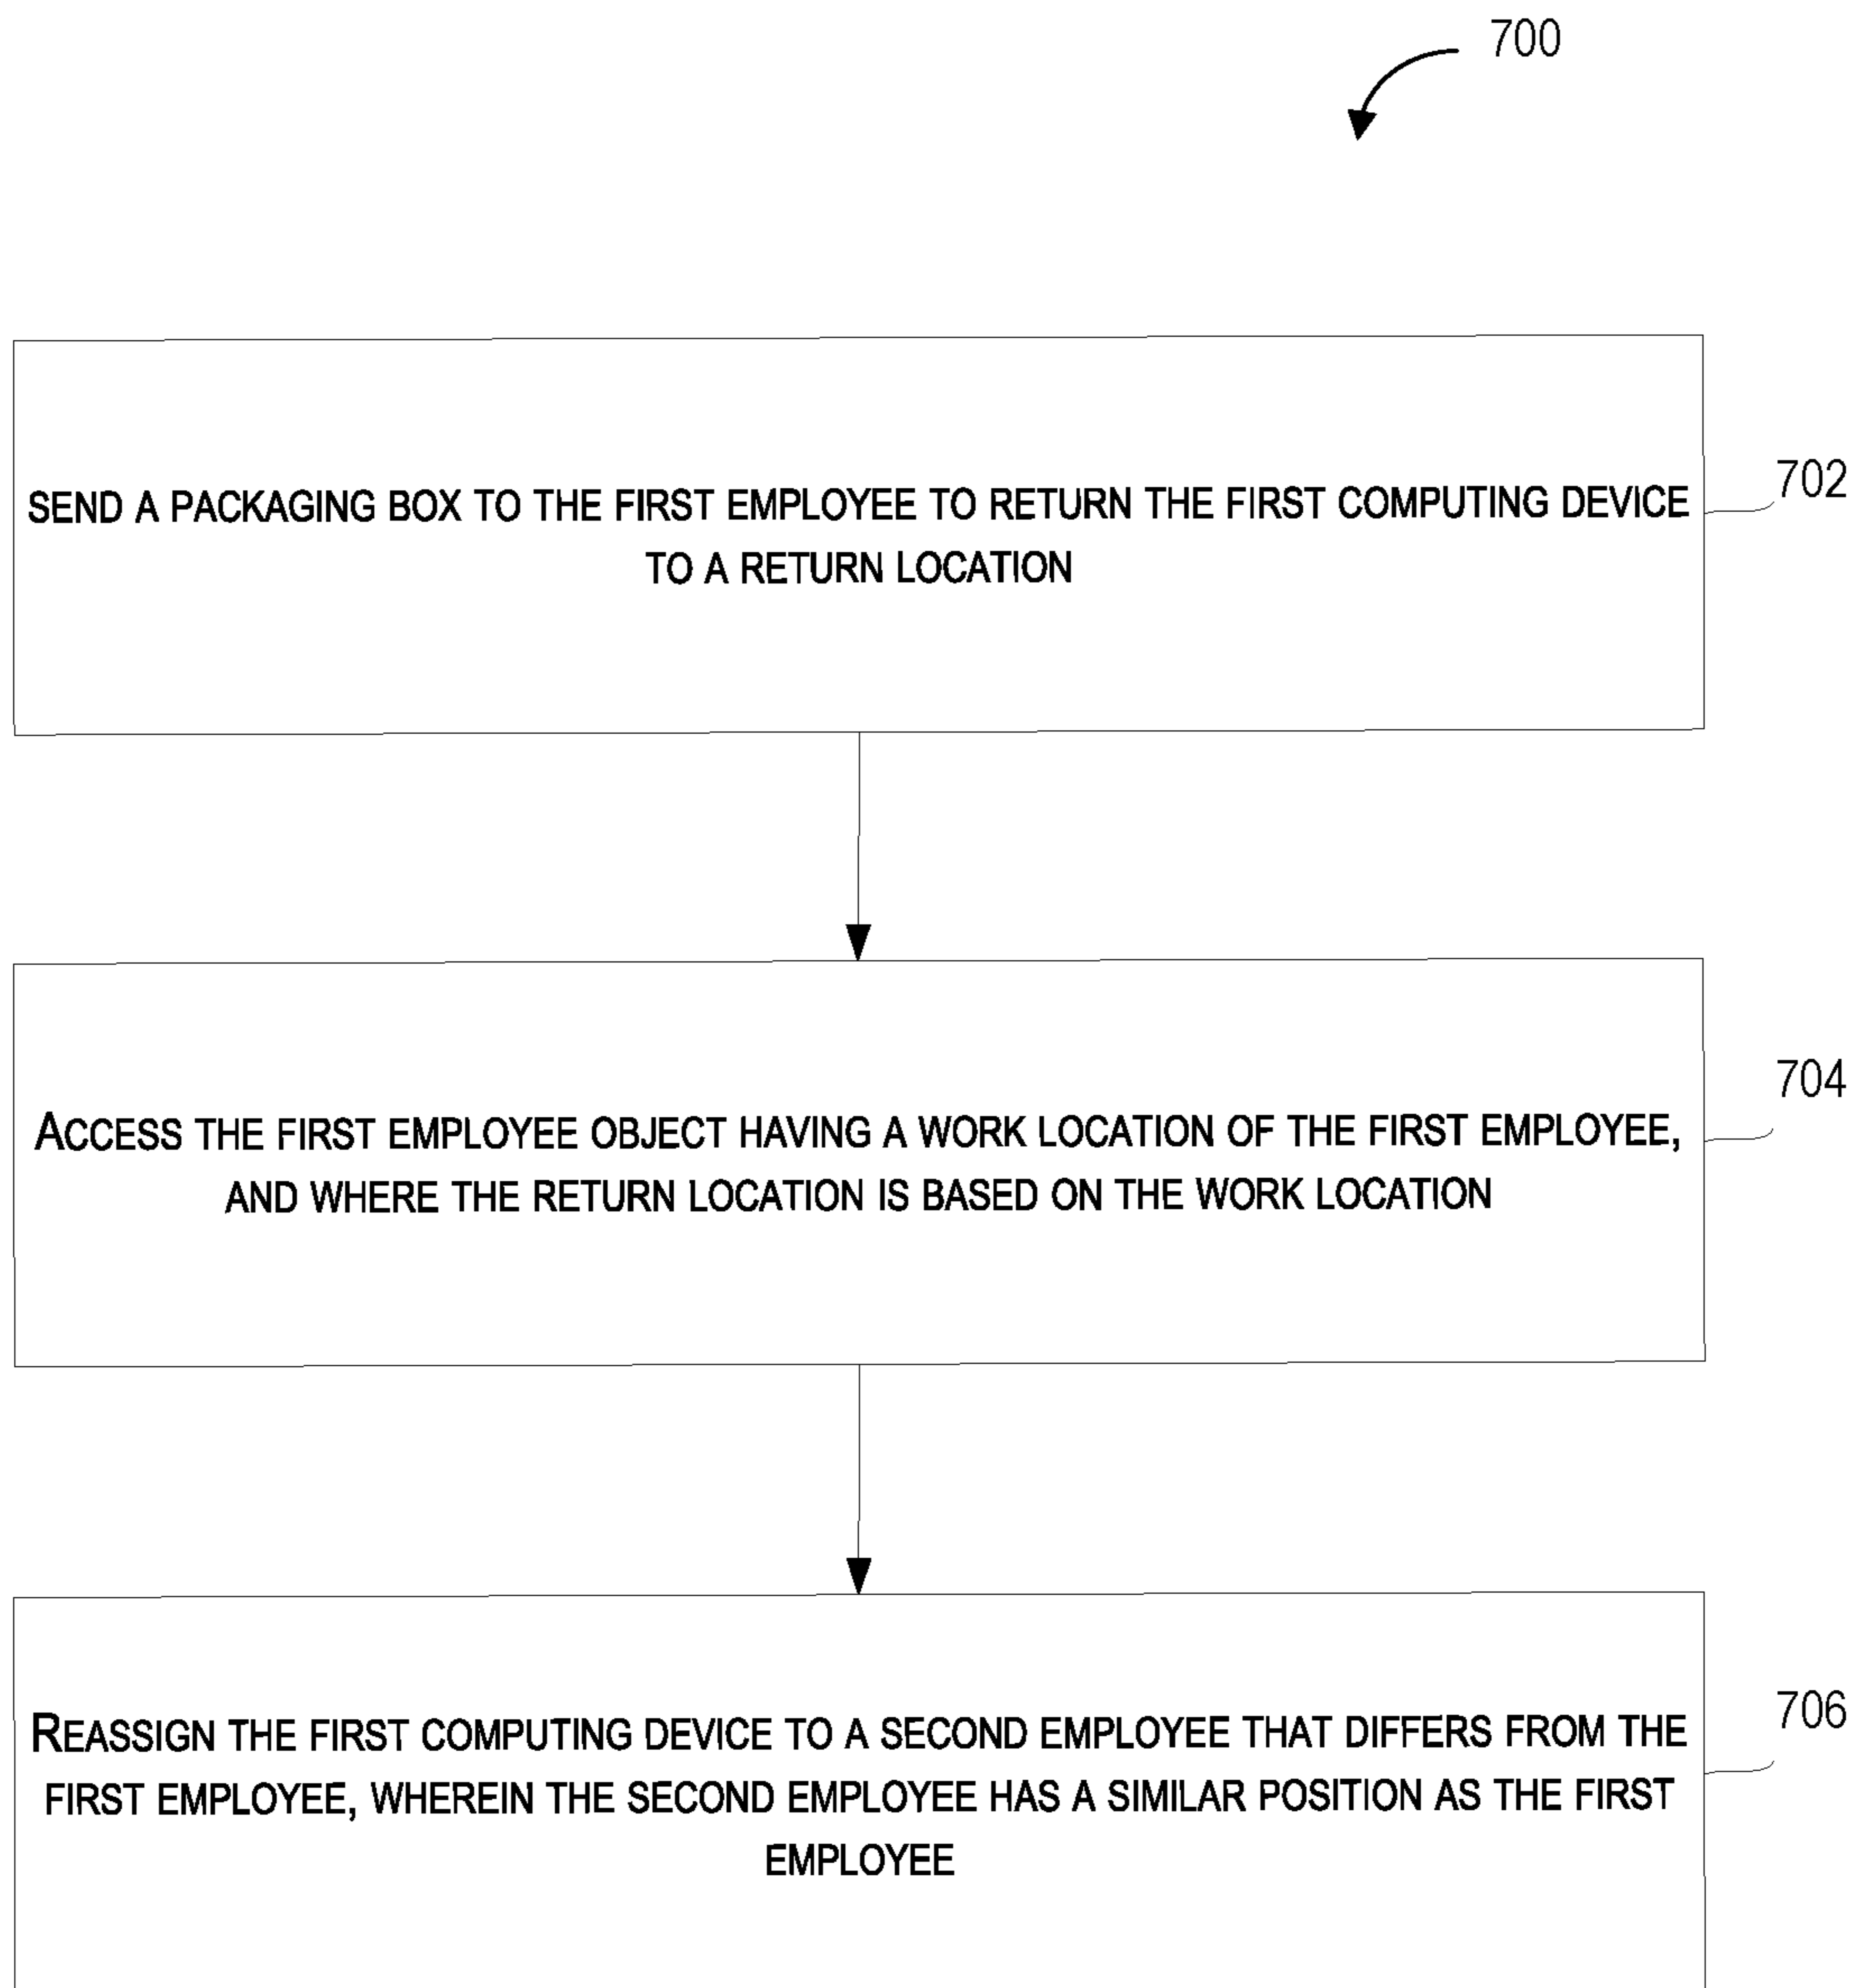 700
SEND A PACKAGING BOX TO THE FIRST EMPLOYEE TO RETURN THE FIRST COMPUTING DEVICE
TO A RETURN LOCATION
702
ACCESS THE FIRST EMPLOYEE OBJECT HAVING A WORK LOCATION OF THE FIRST EMPLOYEE,
AND WHERE THE RETURN LOCATION IS BASED ON THE WORK LOCATION
704
REASSIGN THE FIRST COMPUTING DEVICE TO A SECOND EMPLOYEE THAT DIFFERS FROM THE
FIRST EMPLOYEE, WHEREIN THE SECOND EMPLOYEE HAS A SIMILAR POSITION AS THE FIRST
EMPLOYEE
706